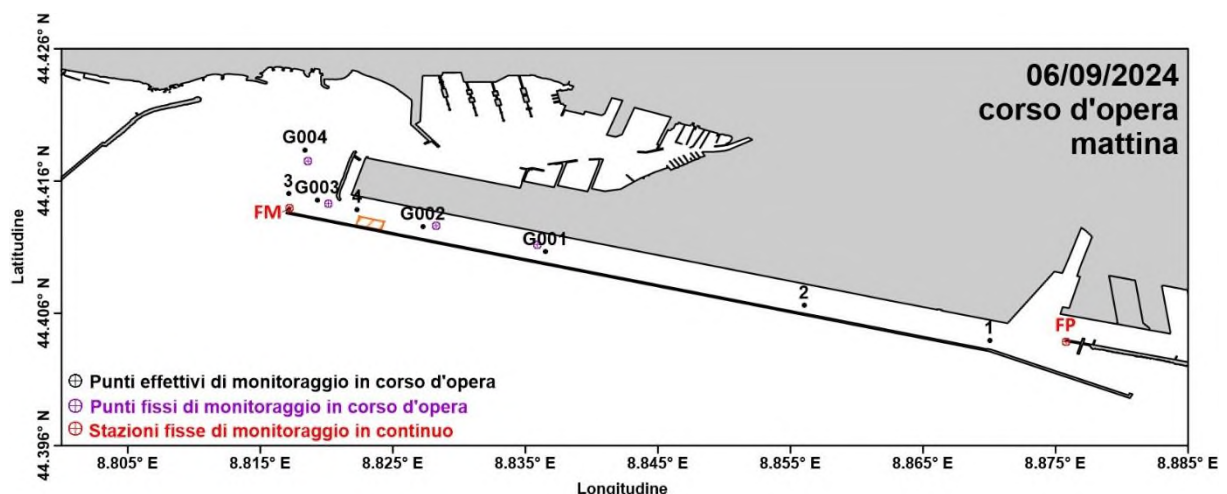 44.426° N
44.416° N
44.406° N
44.396° N
Latitudine
06/09/2024
corso d'opera
mattina
G004
3
G003
4
FM
G002
G001
2
1
FP
Punti effettivi di monitoraggio in corso d'opera
Punti fissi di monitoraggio in corso d'opera
Stazioni fisse di monitoraggio in continuo
8.805 E
8.815 E
8.825 E
8.835 E
8.845 E
8.855 E
8.865 E
8.875 E
8.885 E
Longitudine